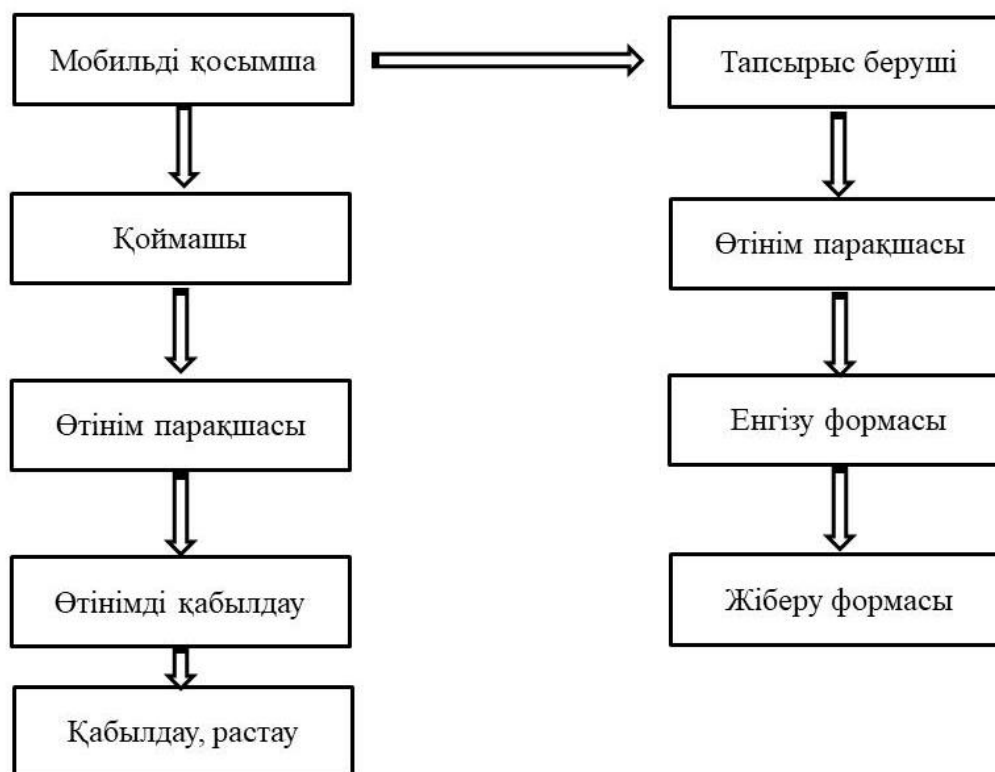 Мобильді қосымша
Тапсырыс беруші
Қоймашы
Өтінім парақшасы
Өтінім парақшасы
Енгізу формасы
Өтінімді қабылдау
Жіберу формасы
Қабылдау, растау